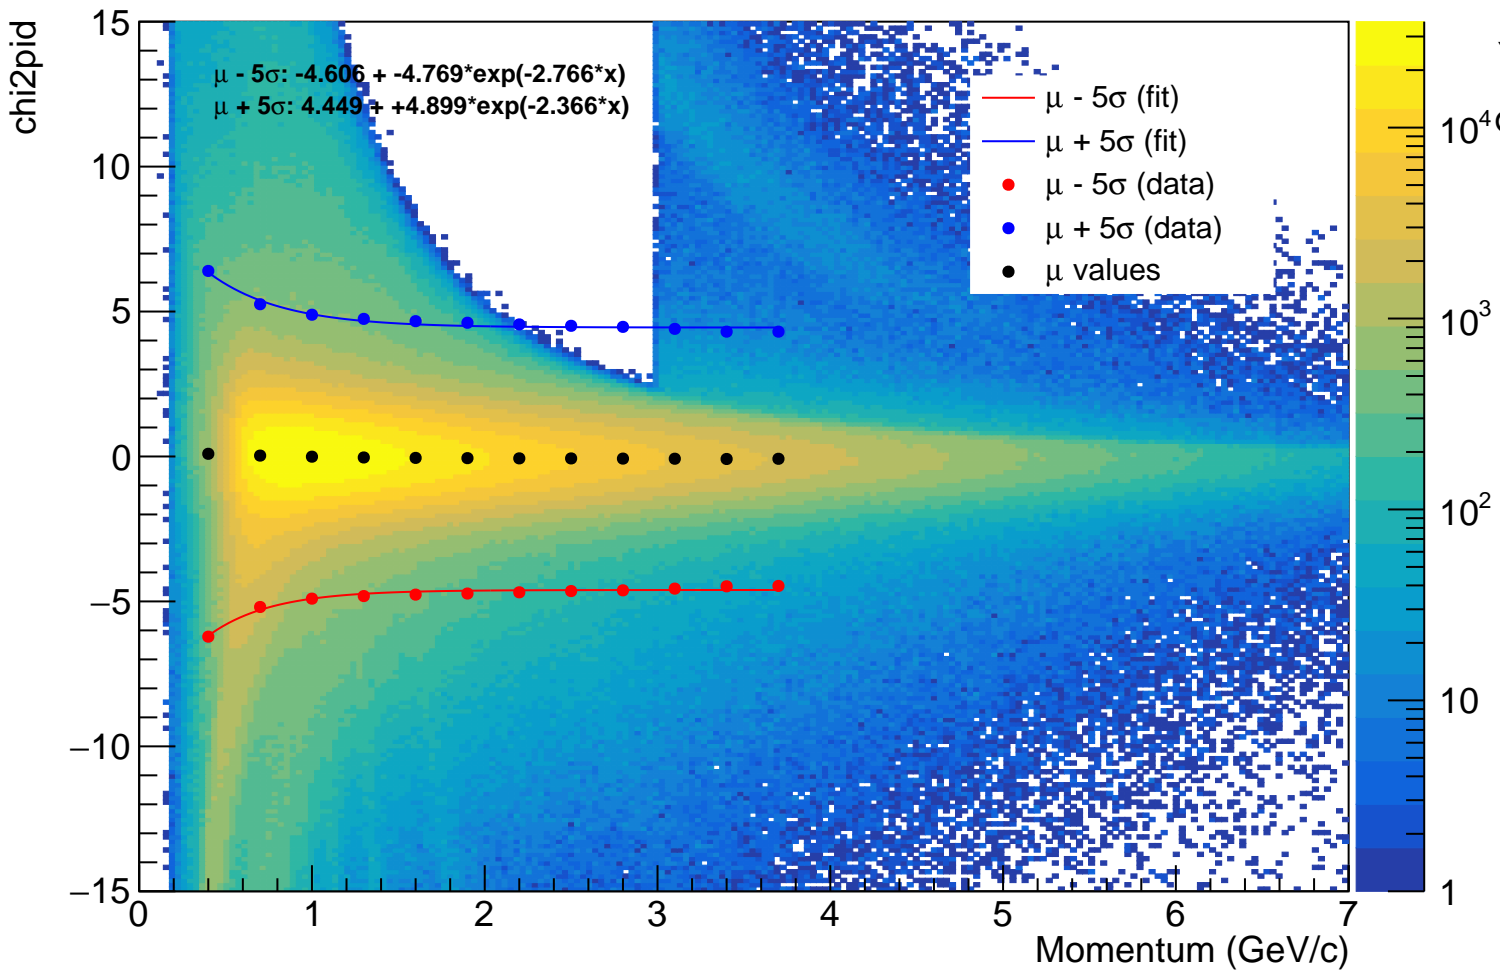 chi2pid
15
10
5
0
−5
−10
−15
μ - 5σ: -4.606 + -4.769*exp(-2.766*x)
μ + 5σ: 4.449 + +4.899*exp(-2.366*x)
μ - 5σ (fit)
μ + 5σ (fit)
μ - 5σ (data)
μ + 5σ (data)
μ values
10⁴
10³
10²
10
1
0 1 2 3 4 5 6 7
Momentum (GeV/c)